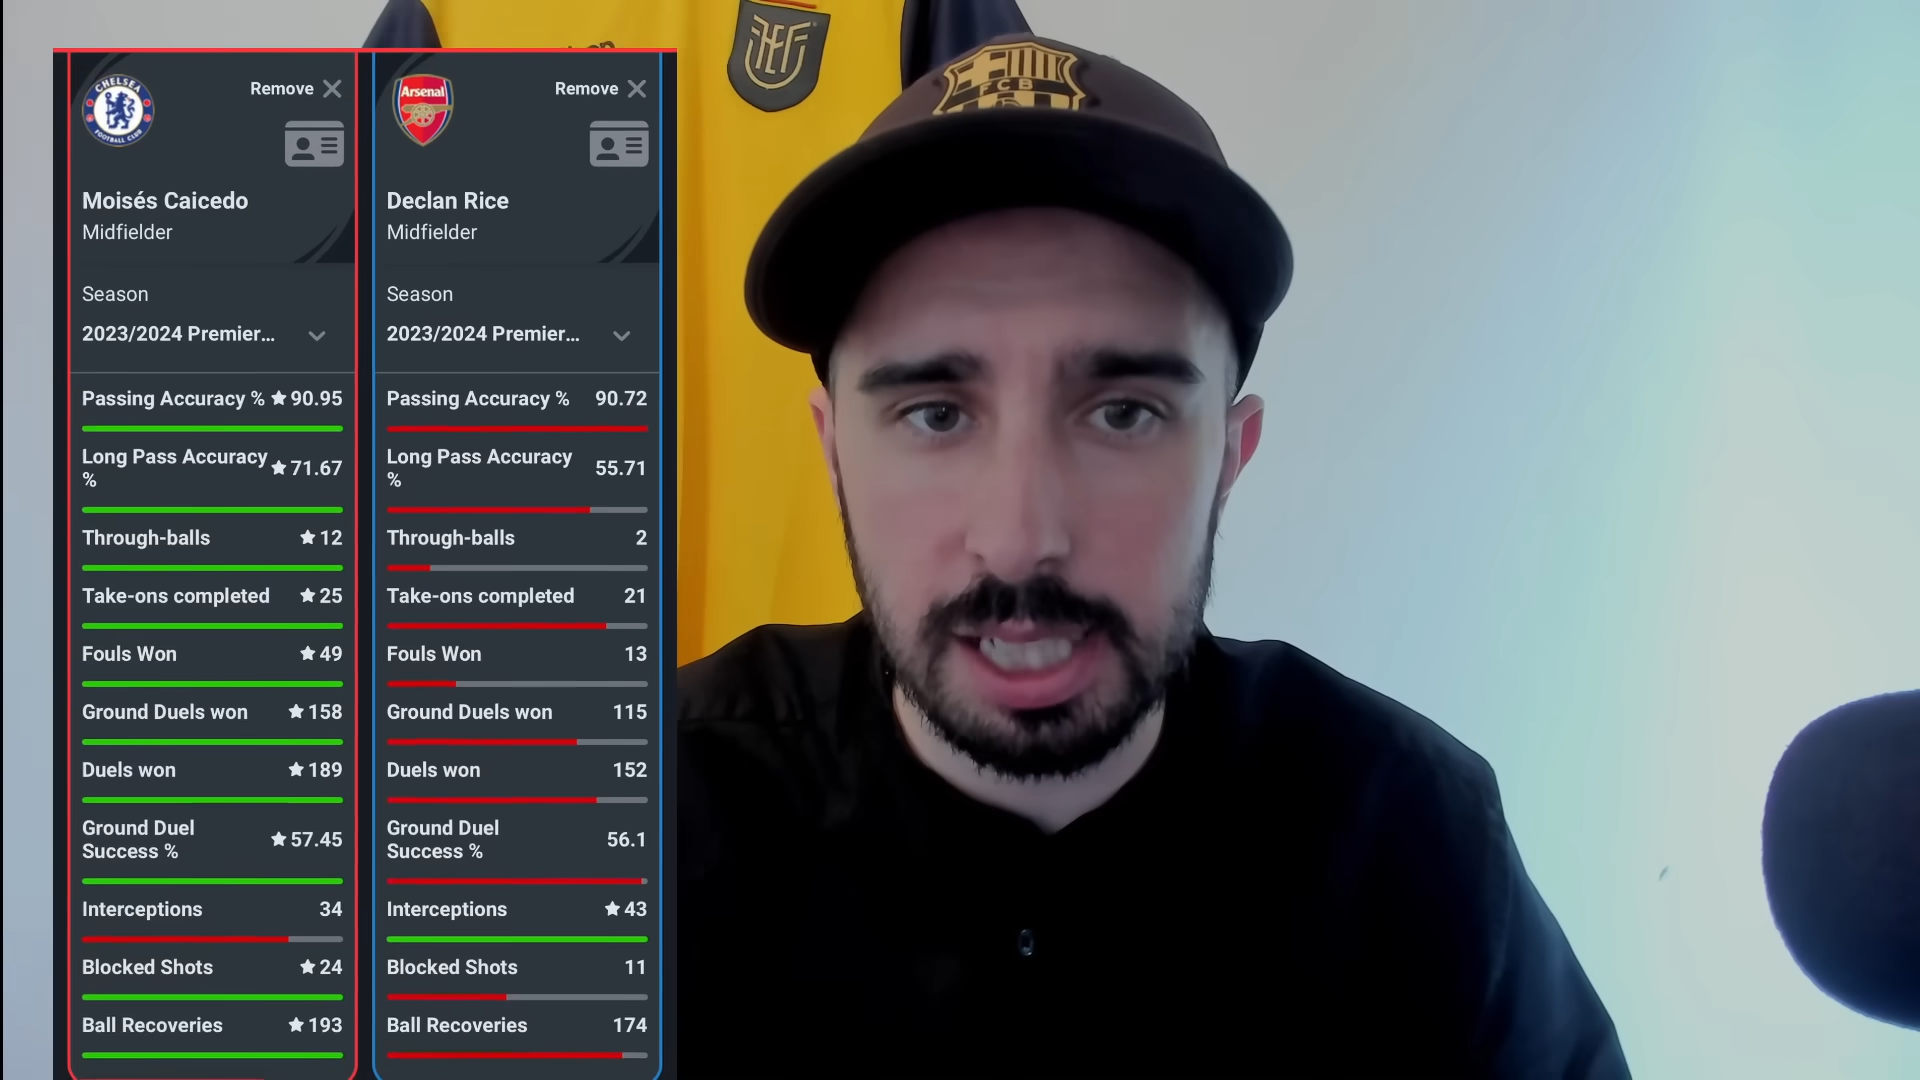 CHELSEA
FOOTBALL CLUB
Remove
Moisés Caicedo
Midfielder
Season
2023/2024 Premier...
Passing Accuracy % 90.95
Long Pass Accuracy
% 71.67
Through-balls 12
Take-ons completed 25
Fouls Won 49
Ground Duels won 158
Duels won 189
Ground Duel
Success % 57.45
Interceptions 34
Blocked Shots 24
Ball Recoveries 193
Arsenal
Remove
Declan Rice
Midfielder
Season
2023/2024 Premier...
Passing Accuracy % 90.72
Long Pass Accuracy
% 55.71
Through-balls 2
Take-ons completed 21
Fouls Won 13
Ground Duels won 115
Duels won 152
Ground Duel
Success % 56.1
Interceptions 43
Blocked Shots 11
Ball Recoveries 174
FEF
FCB